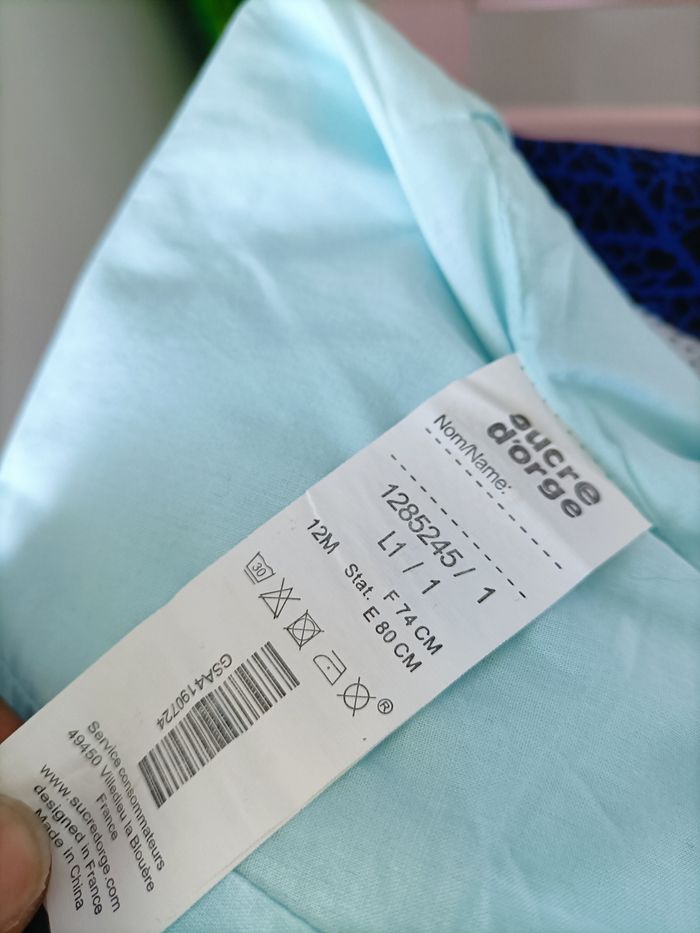 sucre
d'orge
Nom/Name:
1285245 / 1
L1 / 1
12M Stat. F 74 CM
E 80 CM
30
®
GSA4190724
Service consommateurs
49450 Villedieu la Blouère
France
www.sucredorge.com
designed in France
Made in China